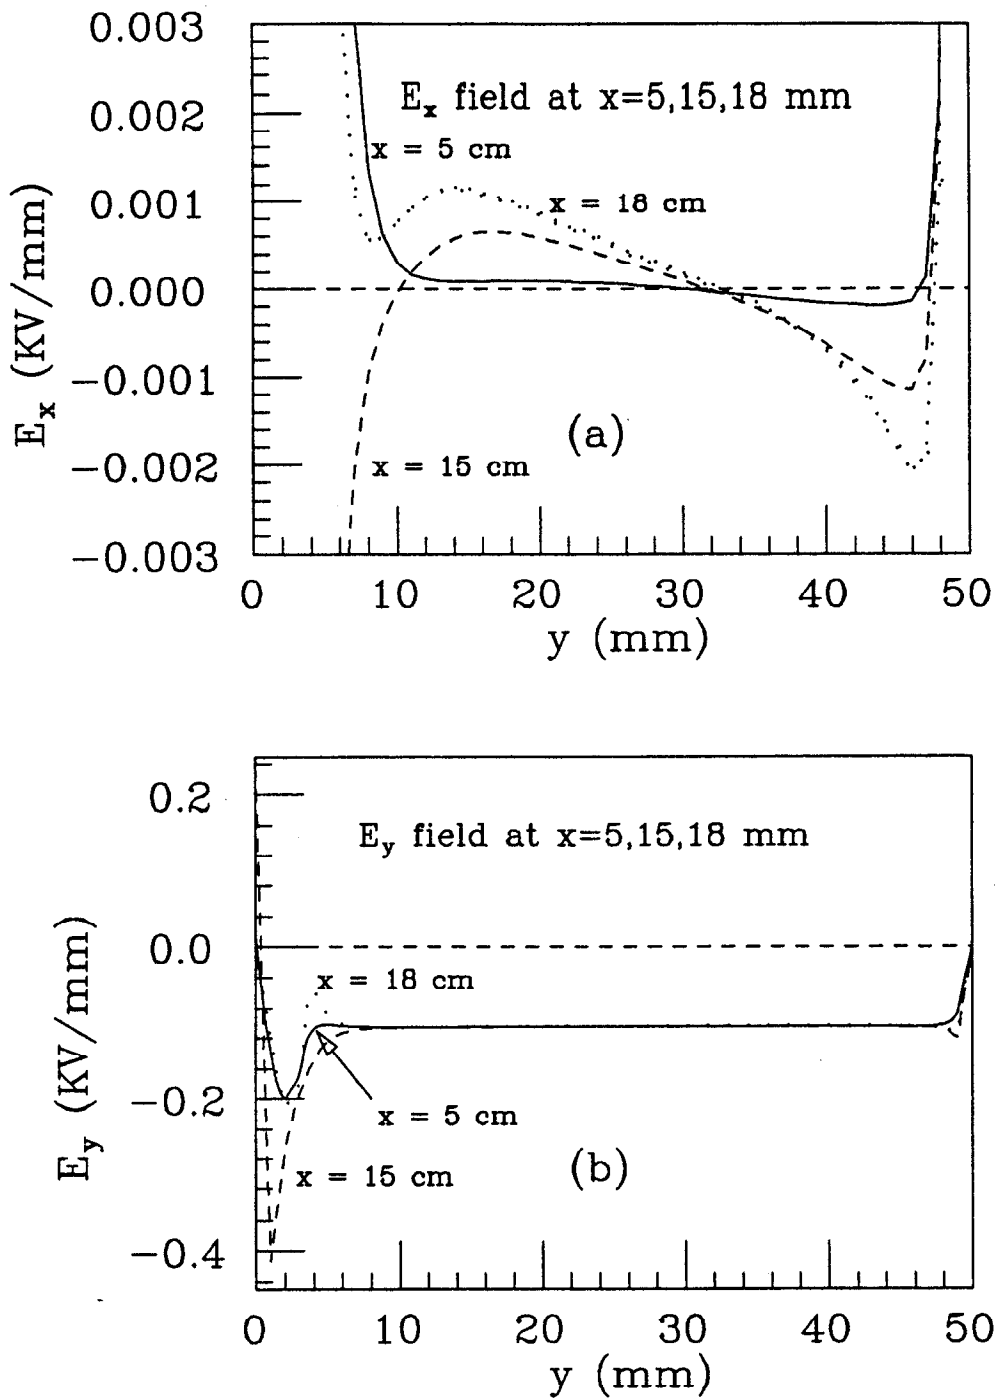 0.003
0.002
0.001
0.000
−0.001
−0.002
−0.003
E_x (KV/mm)
E_x field at x=5,15,18 mm
x = 5 cm
x = 18 cm
(a)
x = 15 cm
0 10 20 30 40 50
y (mm)
0.2
0.0
−0.2
−0.4
E_y (KV/mm)
E_y field at x=5,15,18 mm
x = 18 cm
x = 5 cm
x = 15 cm
(b)
0 10 20 30 40 50
y (mm)